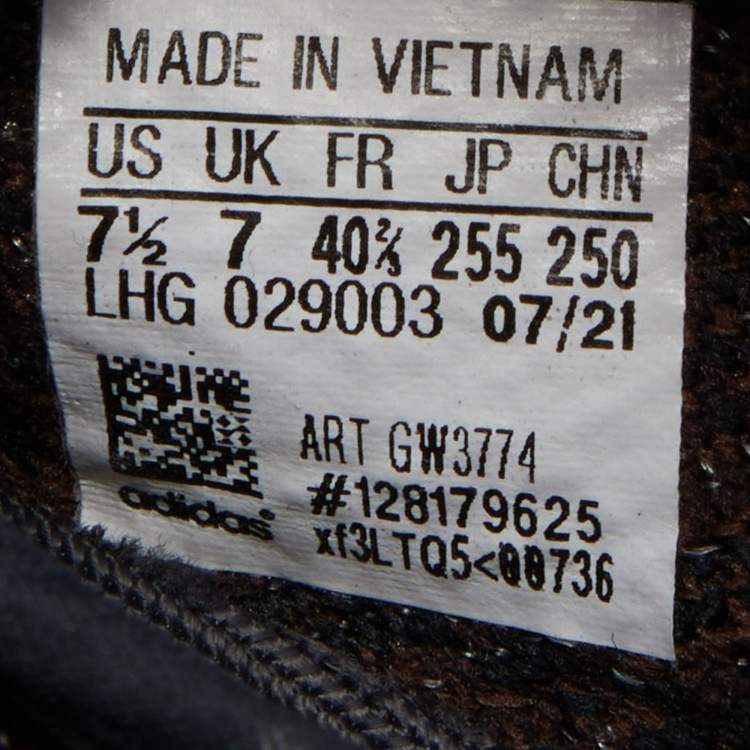 MADE IN VIETNAM
US UK FR JP CHN
7½ 7 40⅔ 255 250
LHG 029003 07/21
ART GW3774
#128179625
adidas®
xf3LTQ5<00736